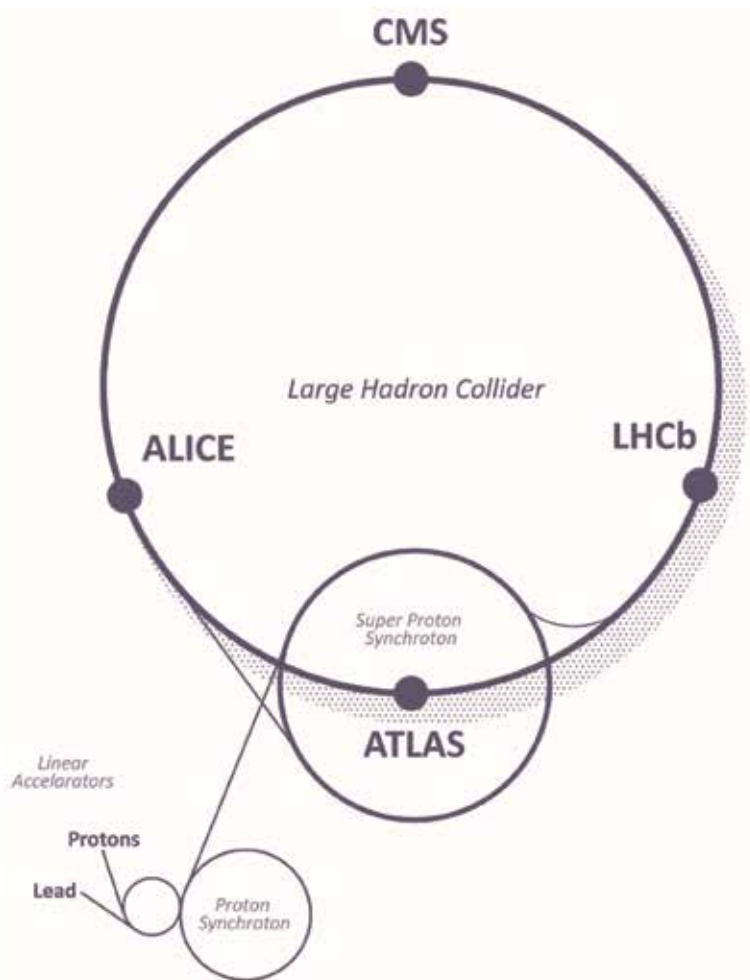 CMS
Large Hadron Collider
ALICE
LHCb
Super Proton
Synchroton
ATLAS
Linear
Accelarators
Protons
Lead
Proton
Synchroton